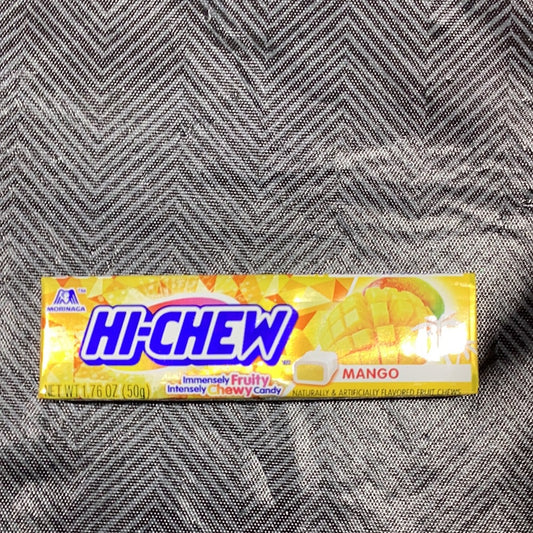 MORINAGA™
HI-CHEW
Immensely Fruity
Intensely Chewy Candy
NET WT. 1.76 OZ. (50g)
MANGO
NATURALLY & ARTIFICIALLY FLAVORED FRUIT CHEWS